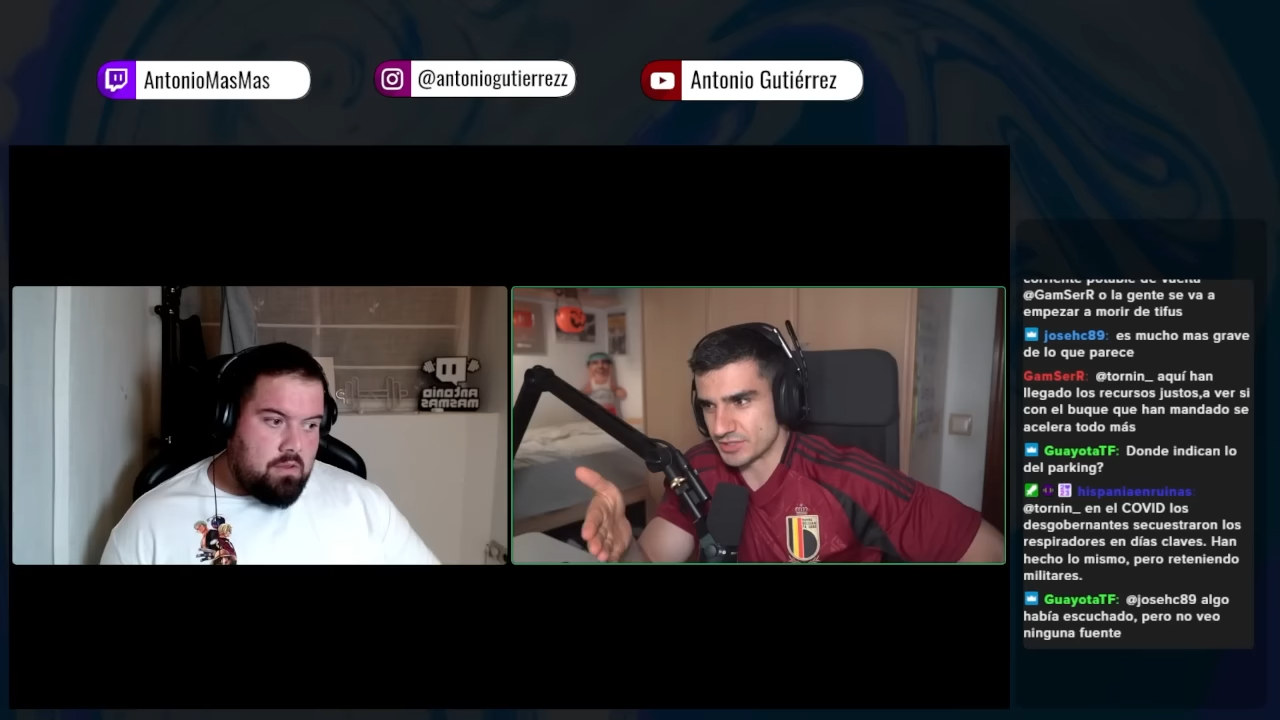 AntonioMasMas
@antoniogutierrezz
Antonio Gutiérrez
Antonio
MASMAS
corriente potable de vuelta
@GamSerR o la gente se va a
empezar a morir de tifus
josehc89: es mucho mas grave
de lo que parece
GamSerR: @tornin_ aquí han
llegado los recursos justos,a ver si
con el buque que han mandado se
acelera todo más
GuayotaTF: Donde indican lo
del parking?
hispaniaenruinas:
@tornin_ en el COVID los
desgobernantes secuestraron los
respiradores en días claves. Han
hecho lo mismo, pero reteniendo
militares.
GuayotaTF: @josehc89 algo
había escuchado, pero no veo
ninguna fuente